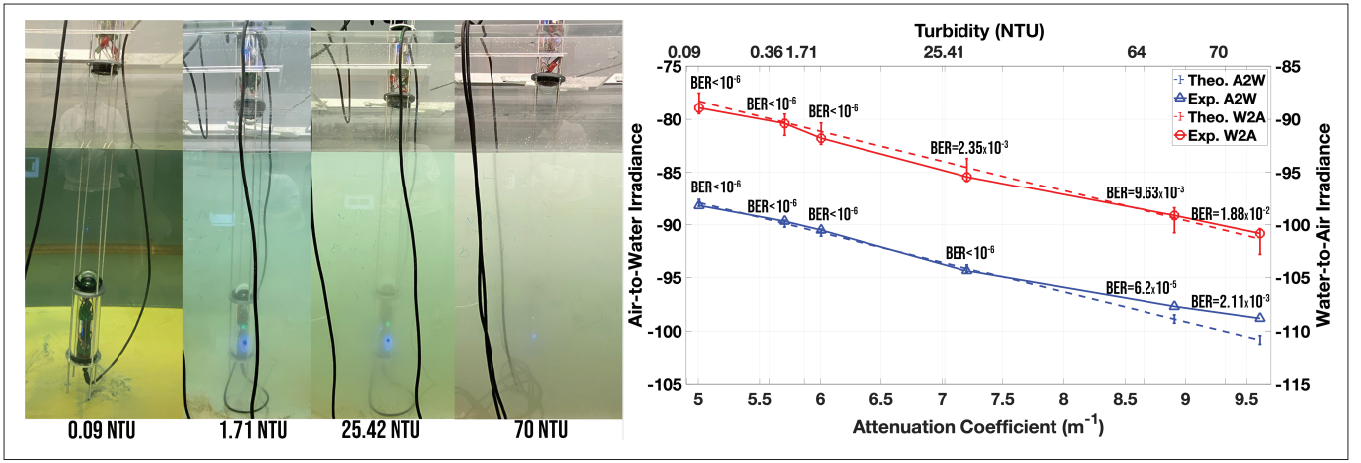 0.09 NTU
1.71 NTU
25.42 NTU
70 NTU
Turbidity (NTU)
0.09 0.36 1.71 25.41 64 70
-75 -85
-80 -90
-85 -95
-90 -100
-95 -105
-100 -110
-105 -115
Air-to-Water Irradiance
Water-to-Air Irradiance
Theo. A2W
Exp. A2W
Theo. W2A
Exp. W2A
BER<10⁻⁶
BER<10⁻⁶
BER<10⁻⁶
BER=2.35x10⁻³
BER=9.63x10⁻³
BER=1.88x10⁻²
BER<10⁻⁶
BER<10⁻⁶
BER<10⁻⁶
BER<10⁻⁶
BER=6.2x10⁻⁵
BER=2.11x10⁻³
5 5.5 6 6.5 7 7.5 8 8.5 9 9.5
Attenuation Coefficient (m⁻¹)